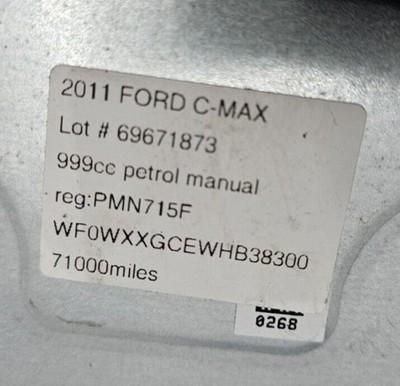 2011 FORD C-MAX
Lot # 69671873
999cc petrol manual
reg:PMN715F
WF0WXXGCEWHB38300
71000miles
0268